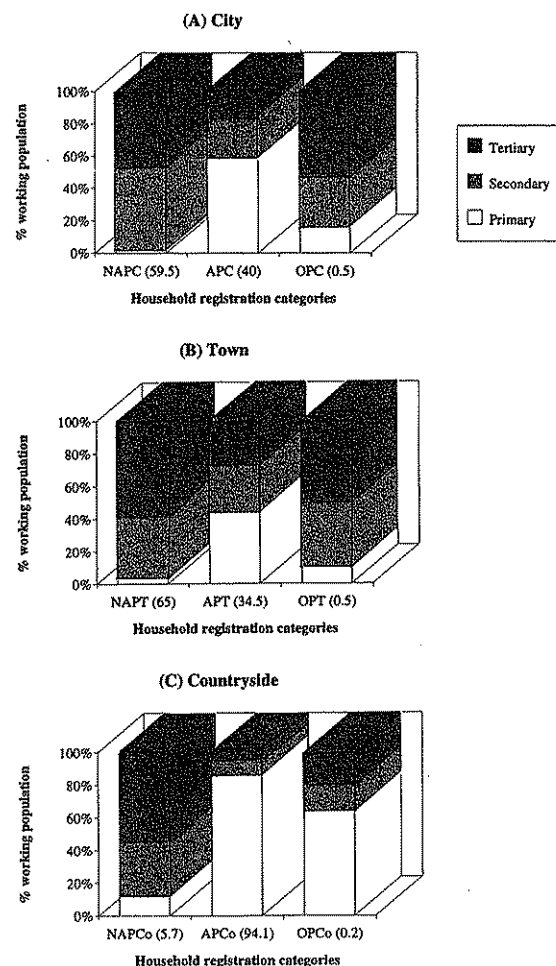 (A) City
100%
80%
60%
40%
20%
0%
% working population
NAPC (59.5) APC (40) OPC (0.5)
Household registration categories
Tertiary
Secondary
Primary
(B) Town
100%
80%
60%
40%
20%
0%
% working population
NAPT (65) APT (34.5) OPT (0.5)
Household registration categories
(C) Countryside
100%
80%
60%
40%
20%
0%
% working population
NAPCo (5.7) APCo (94.1) OPCo (0.2)
Household registration categories